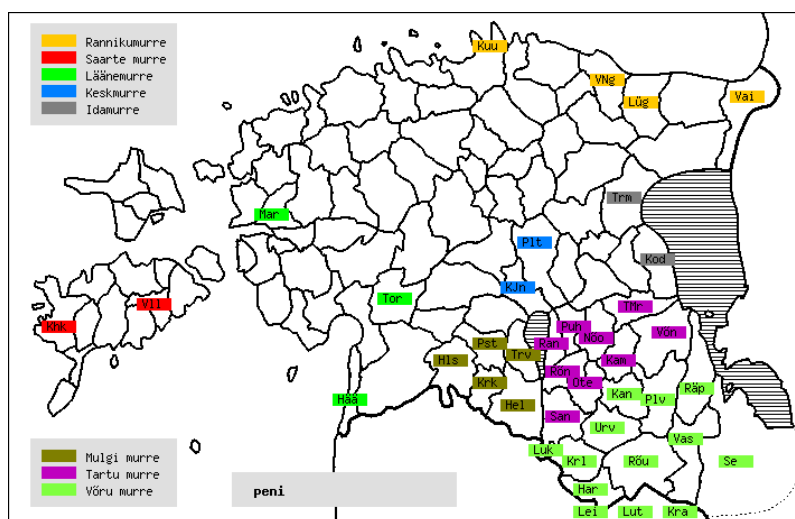 Rannikumurre
Saarte murre
Läänemurre
Keskmurre
Idamurre
Kuu
VNg
Lüg
Vai
Trm
Mar
Plt
Kod
KJn
Tor
Vll
Khk
TMr
Puh
Nõo
Võn
Ran
Pst
Trv
Hls
Kam
Rõn
Ote
Krk
Kan
Plv
Räp
Hää
Hel
San
Urv
Vas
Luk
Krl
Rõu
Se
Har
Lei
Lut
Kra
Mulgi murre
Tartu murre
Võru murre
peni